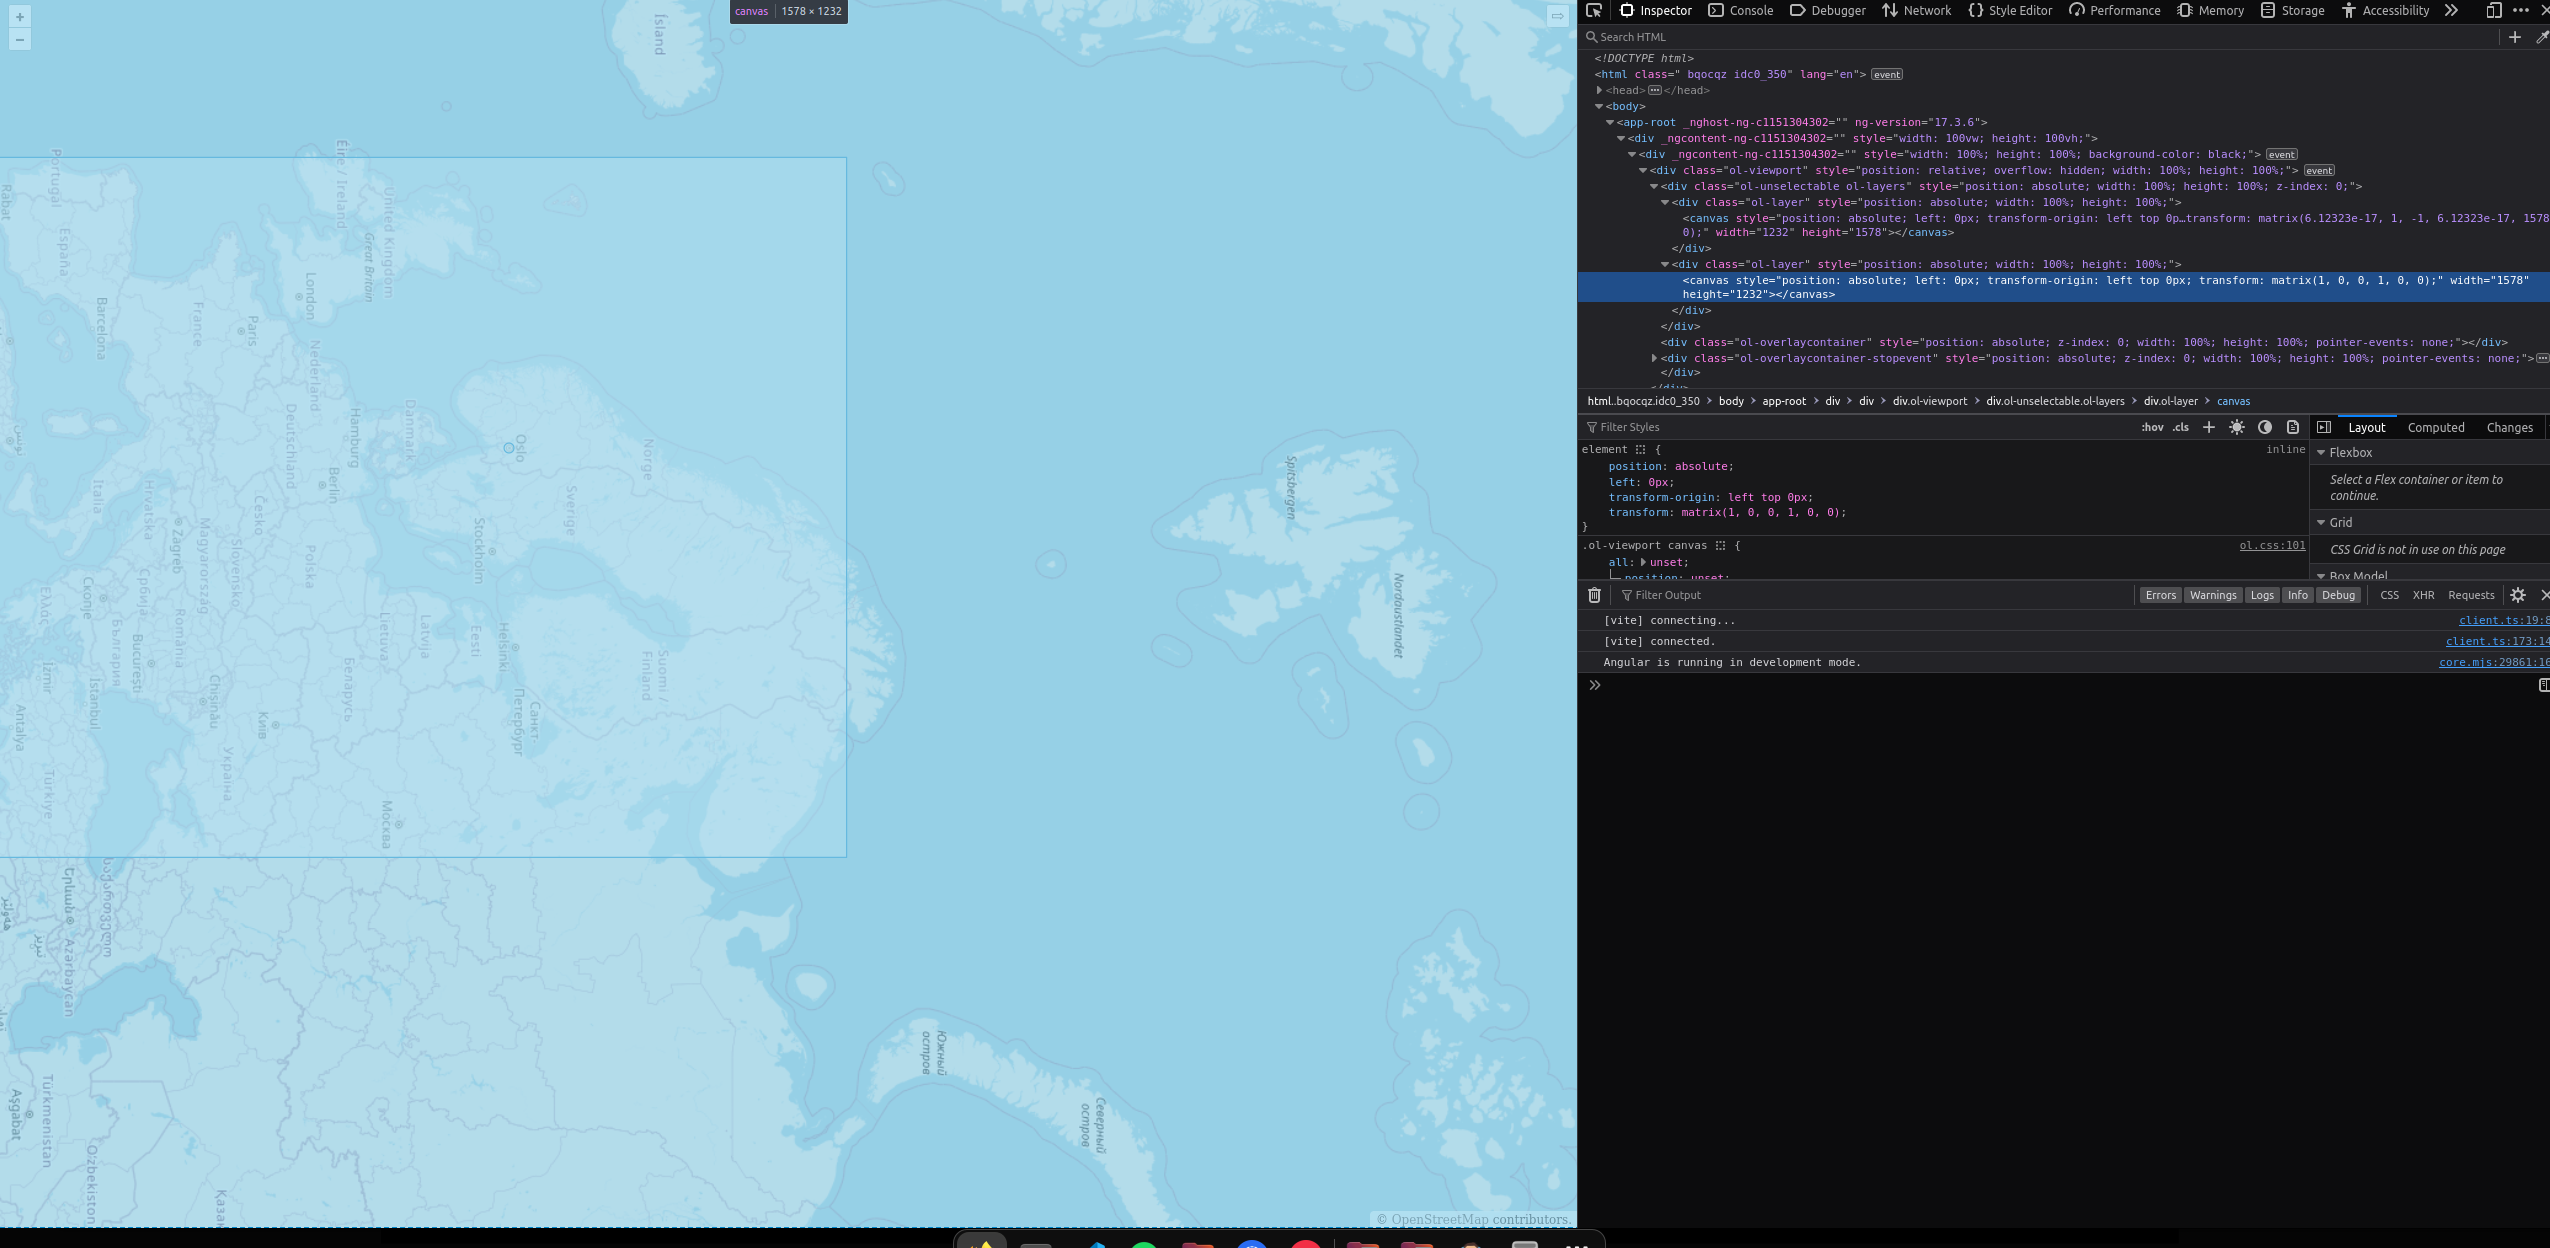 +
−
canvas 1578 × 1232
⇨
Ísland
Portugal
Rabat
España
Barcelona
Éire / Ireland
United Kingdom
Great Britain
London
France
Paris
Nederland
Deutschland
Hamburg
Berlin
Danmark
Oslo
Norge
Sverige
Stockholm
Italia
Hrvatska
Zagreb
Magyarország
Slovensko
Česko
Polska
تونس
Скопје
Србија
România
България
București
Ελλάς
İzmir
İstanbul
Antalya
Türkiye
Chișinău
Київ
Україна
Беларусь
Lietuva
Latvija
Eesti
Helsinki
Suomi /
Finland
Санкт-
Петербург
Москва
Spitsbergen
Nordaustlandet
Երևան
საქართველო
Azərbaycan
تبریز
Türkmenistan
Aşgabat
O'zbekiston
Қазақ
Южный
остров
Северный
остров
© OpenStreetMap contributors.
Inspector Console Debugger Network Style Editor Performance Memory Storage Accessibility
Search HTML
<!DOCTYPE html>
<html class=" bqocqz idc0_350" lang="en"> event
<head> ••• </head>
<body>
<app-root _nghost-ng-c1151304302="" ng-version="17.3.6">
<div _ngcontent-ng-c1151304302="" style="width: 100vw; height: 100vh;">
<div _ngcontent-ng-c1151304302="" style="width: 100%; height: 100%; background-color: black;"> event
<div class="ol-viewport" style="position: relative; overflow: hidden; width: 100%; height: 100%;"> event
<div class="ol-unselectable ol-layers" style="position: absolute; width: 100%; height: 100%; z-index: 0;">
<div class="ol-layer" style="position: absolute; width: 100%; height: 100%;">
<canvas style="position: absolute; left: 0px; transform-origin: left top 0p…transform: matrix(6.12323e-17, 1, -1, 6.12323e-17, 1578
0);" width="1232" height="1578"></canvas>
</div>
<div class="ol-layer" style="position: absolute; width: 100%; height: 100%;">
<canvas style="position: absolute; left: 0px; transform-origin: left top 0px; transform: matrix(1, 0, 0, 1, 0, 0);" width="1578"
height="1232"></canvas>
</div>
</div>
<div class="ol-overlaycontainer" style="position: absolute; z-index: 0; width: 100%; height: 100%; pointer-events: none;"></div>
<div class="ol-overlaycontainer-stopevent" style="position: absolute; z-index: 0; width: 100%; height: 100%; pointer-events: none;"> •••
</div>
</div>
html..bqocqz.idc0_350 > body > app-root > div > div > div.ol-viewport > div.ol-unselectable.ol-layers > div.ol-layer > canvas
Filter Styles :hov .cls +
Layout Computed Changes
element { inline
position: absolute;
left: 0px;
transform-origin: left top 0px;
transform: matrix(1, 0, 0, 1, 0, 0);
}
.ol-viewport canvas { ol.css:101
all: unset;
position: unset;
Flexbox
Select a Flex container or item to
continue.
Grid
CSS Grid is not in use on this page
Box Model
Filter Output Errors Warnings Logs Info Debug CSS XHR Requests
[vite] connecting... client.ts:19:8
[vite] connected. client.ts:173:14
Angular is running in development mode. core.mjs:29861:16